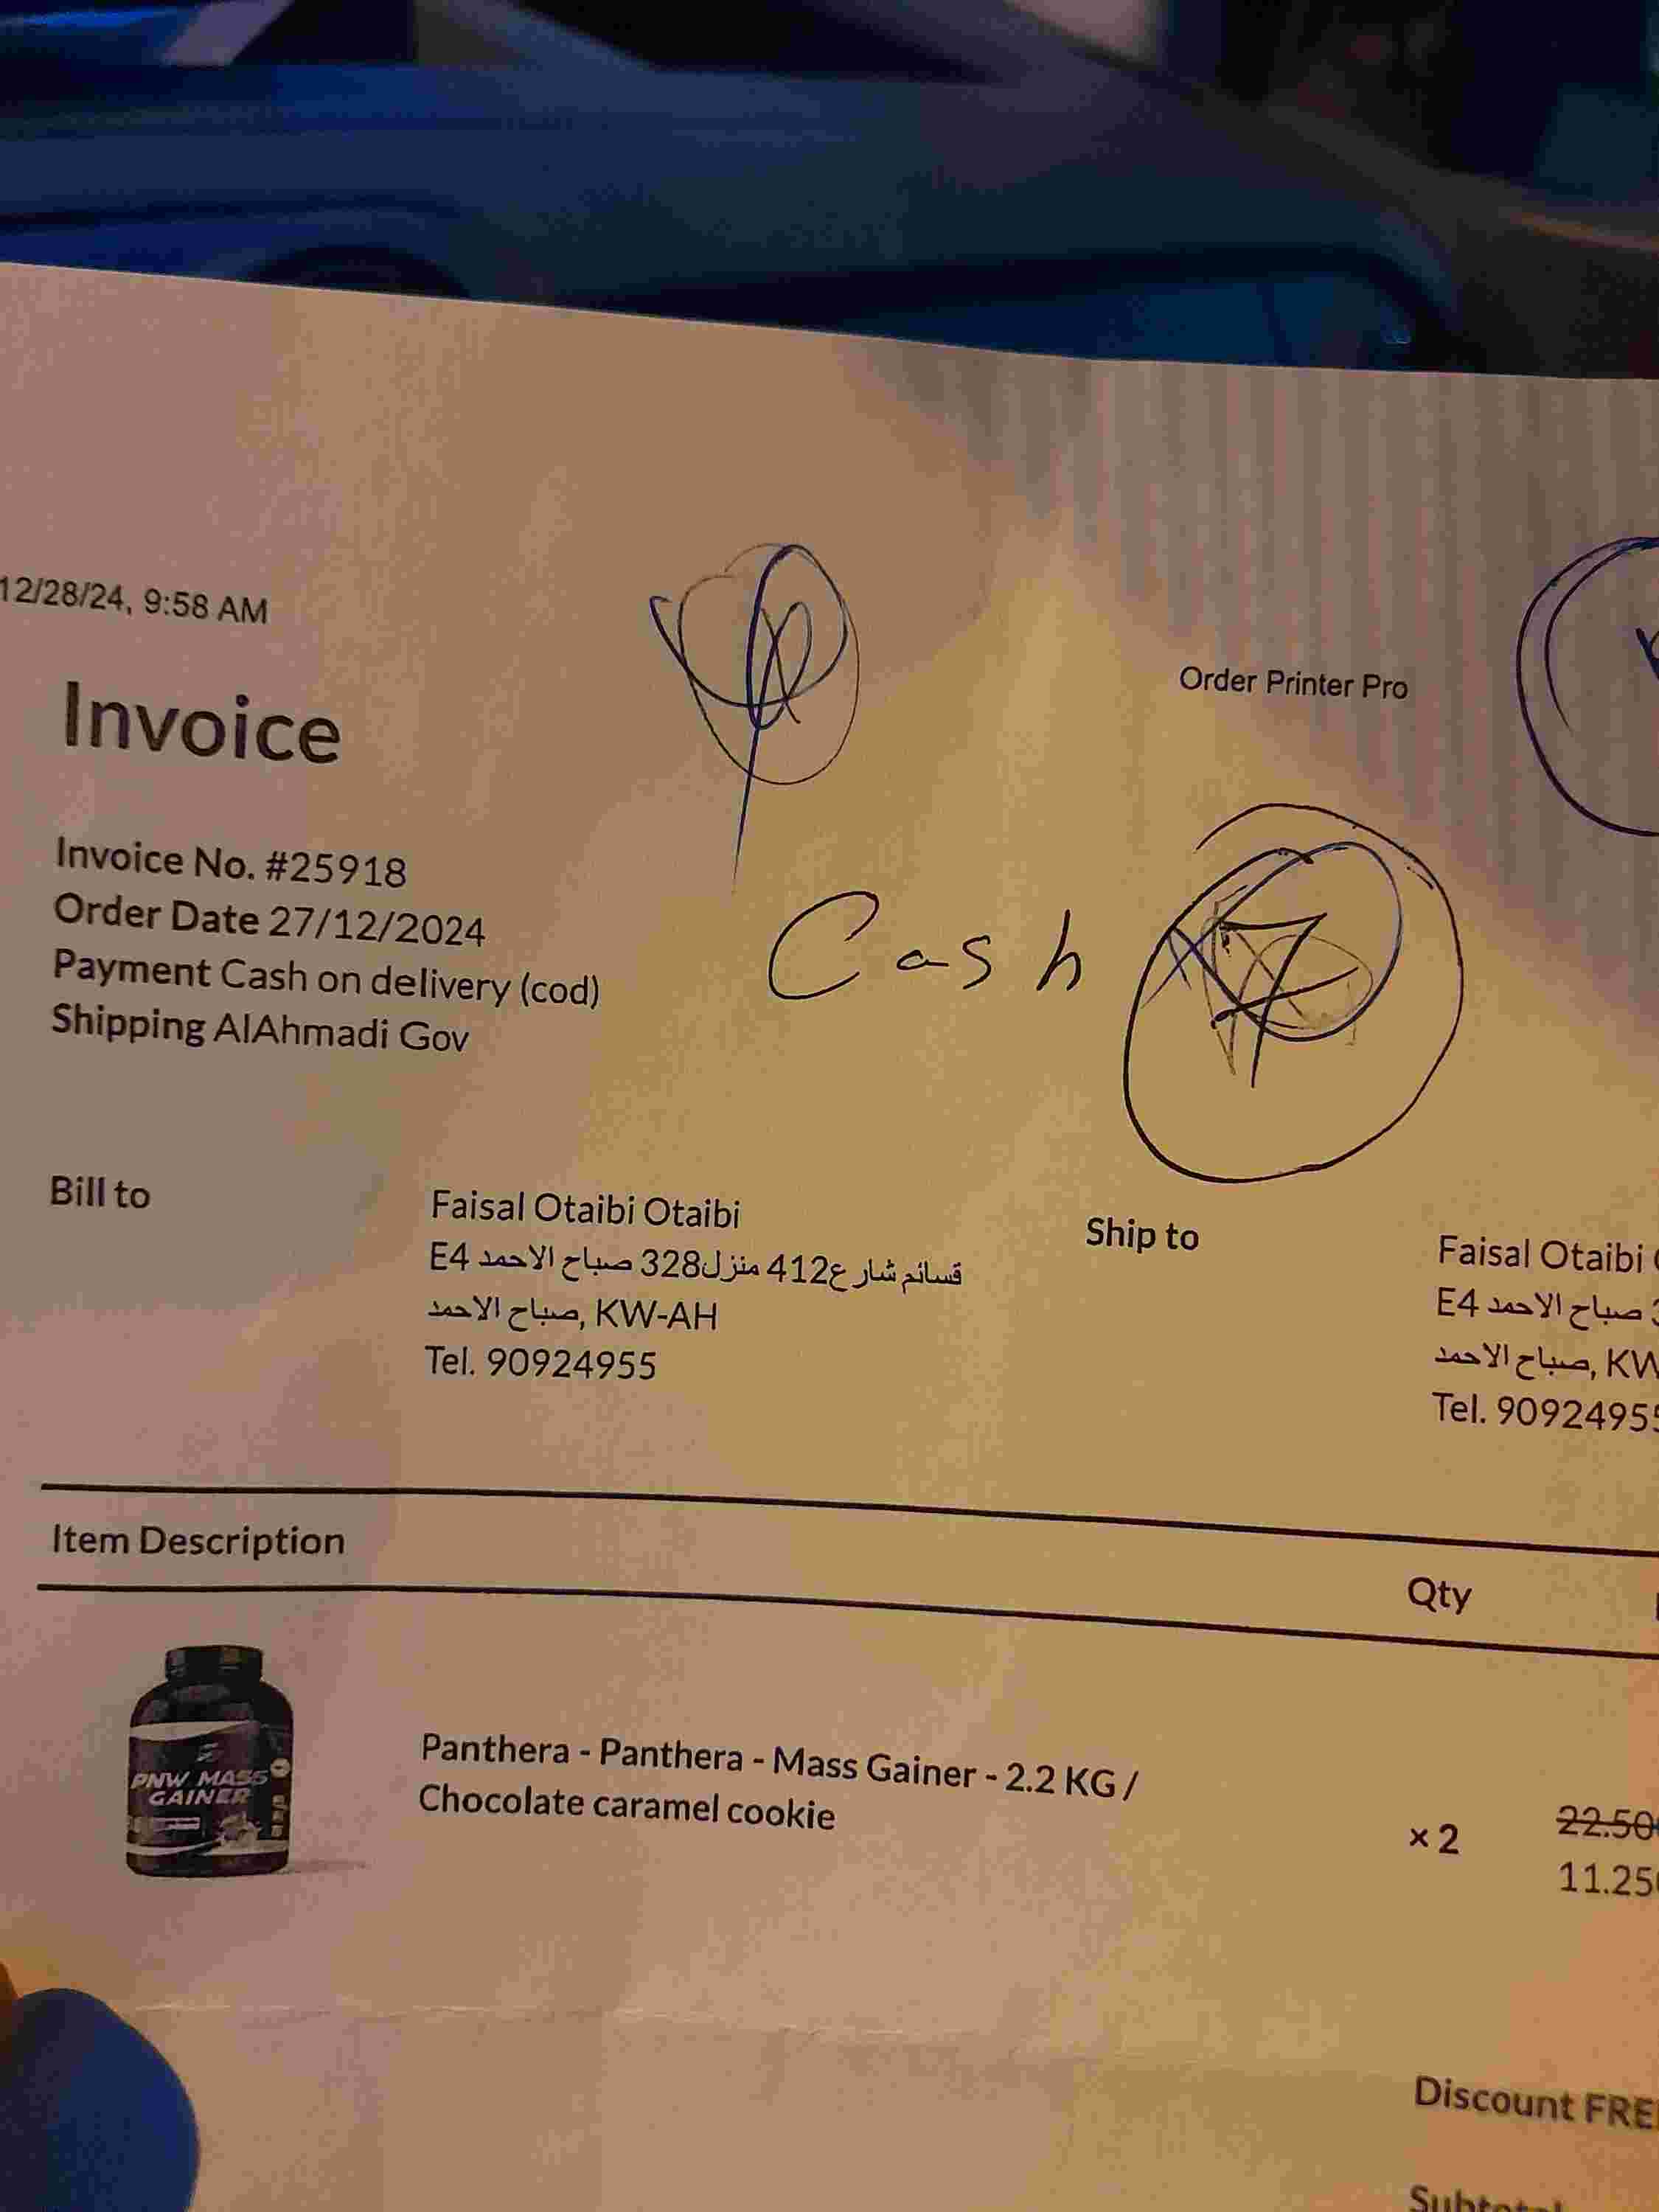 12/28/24, 9:58 AM
Order Printer Pro
Invoice
Invoice No. #25918
Order Date 27/12/2024
Payment Cash on delivery (cod)
Shipping AlAhmadi Gov
Cash
Bill to
Faisal Otaibi Otaibi
E4 قسائم شارع412 منزل328 صباح الاحمد
صباح الاحمد, KW-AH
Tel. 90924955
Ship to
Faisal Otaibi
E4 صباح الاحمد
صباح الاحمد, KW
Tel. 90924955
Item Description
Qty
PNW MASS
GAINER
Panthera - Panthera - Mass Gainer - 2.2 KG /
Chocolate caramel cookie
× 2
22.50
11.25
Discount FRE
Subtotal